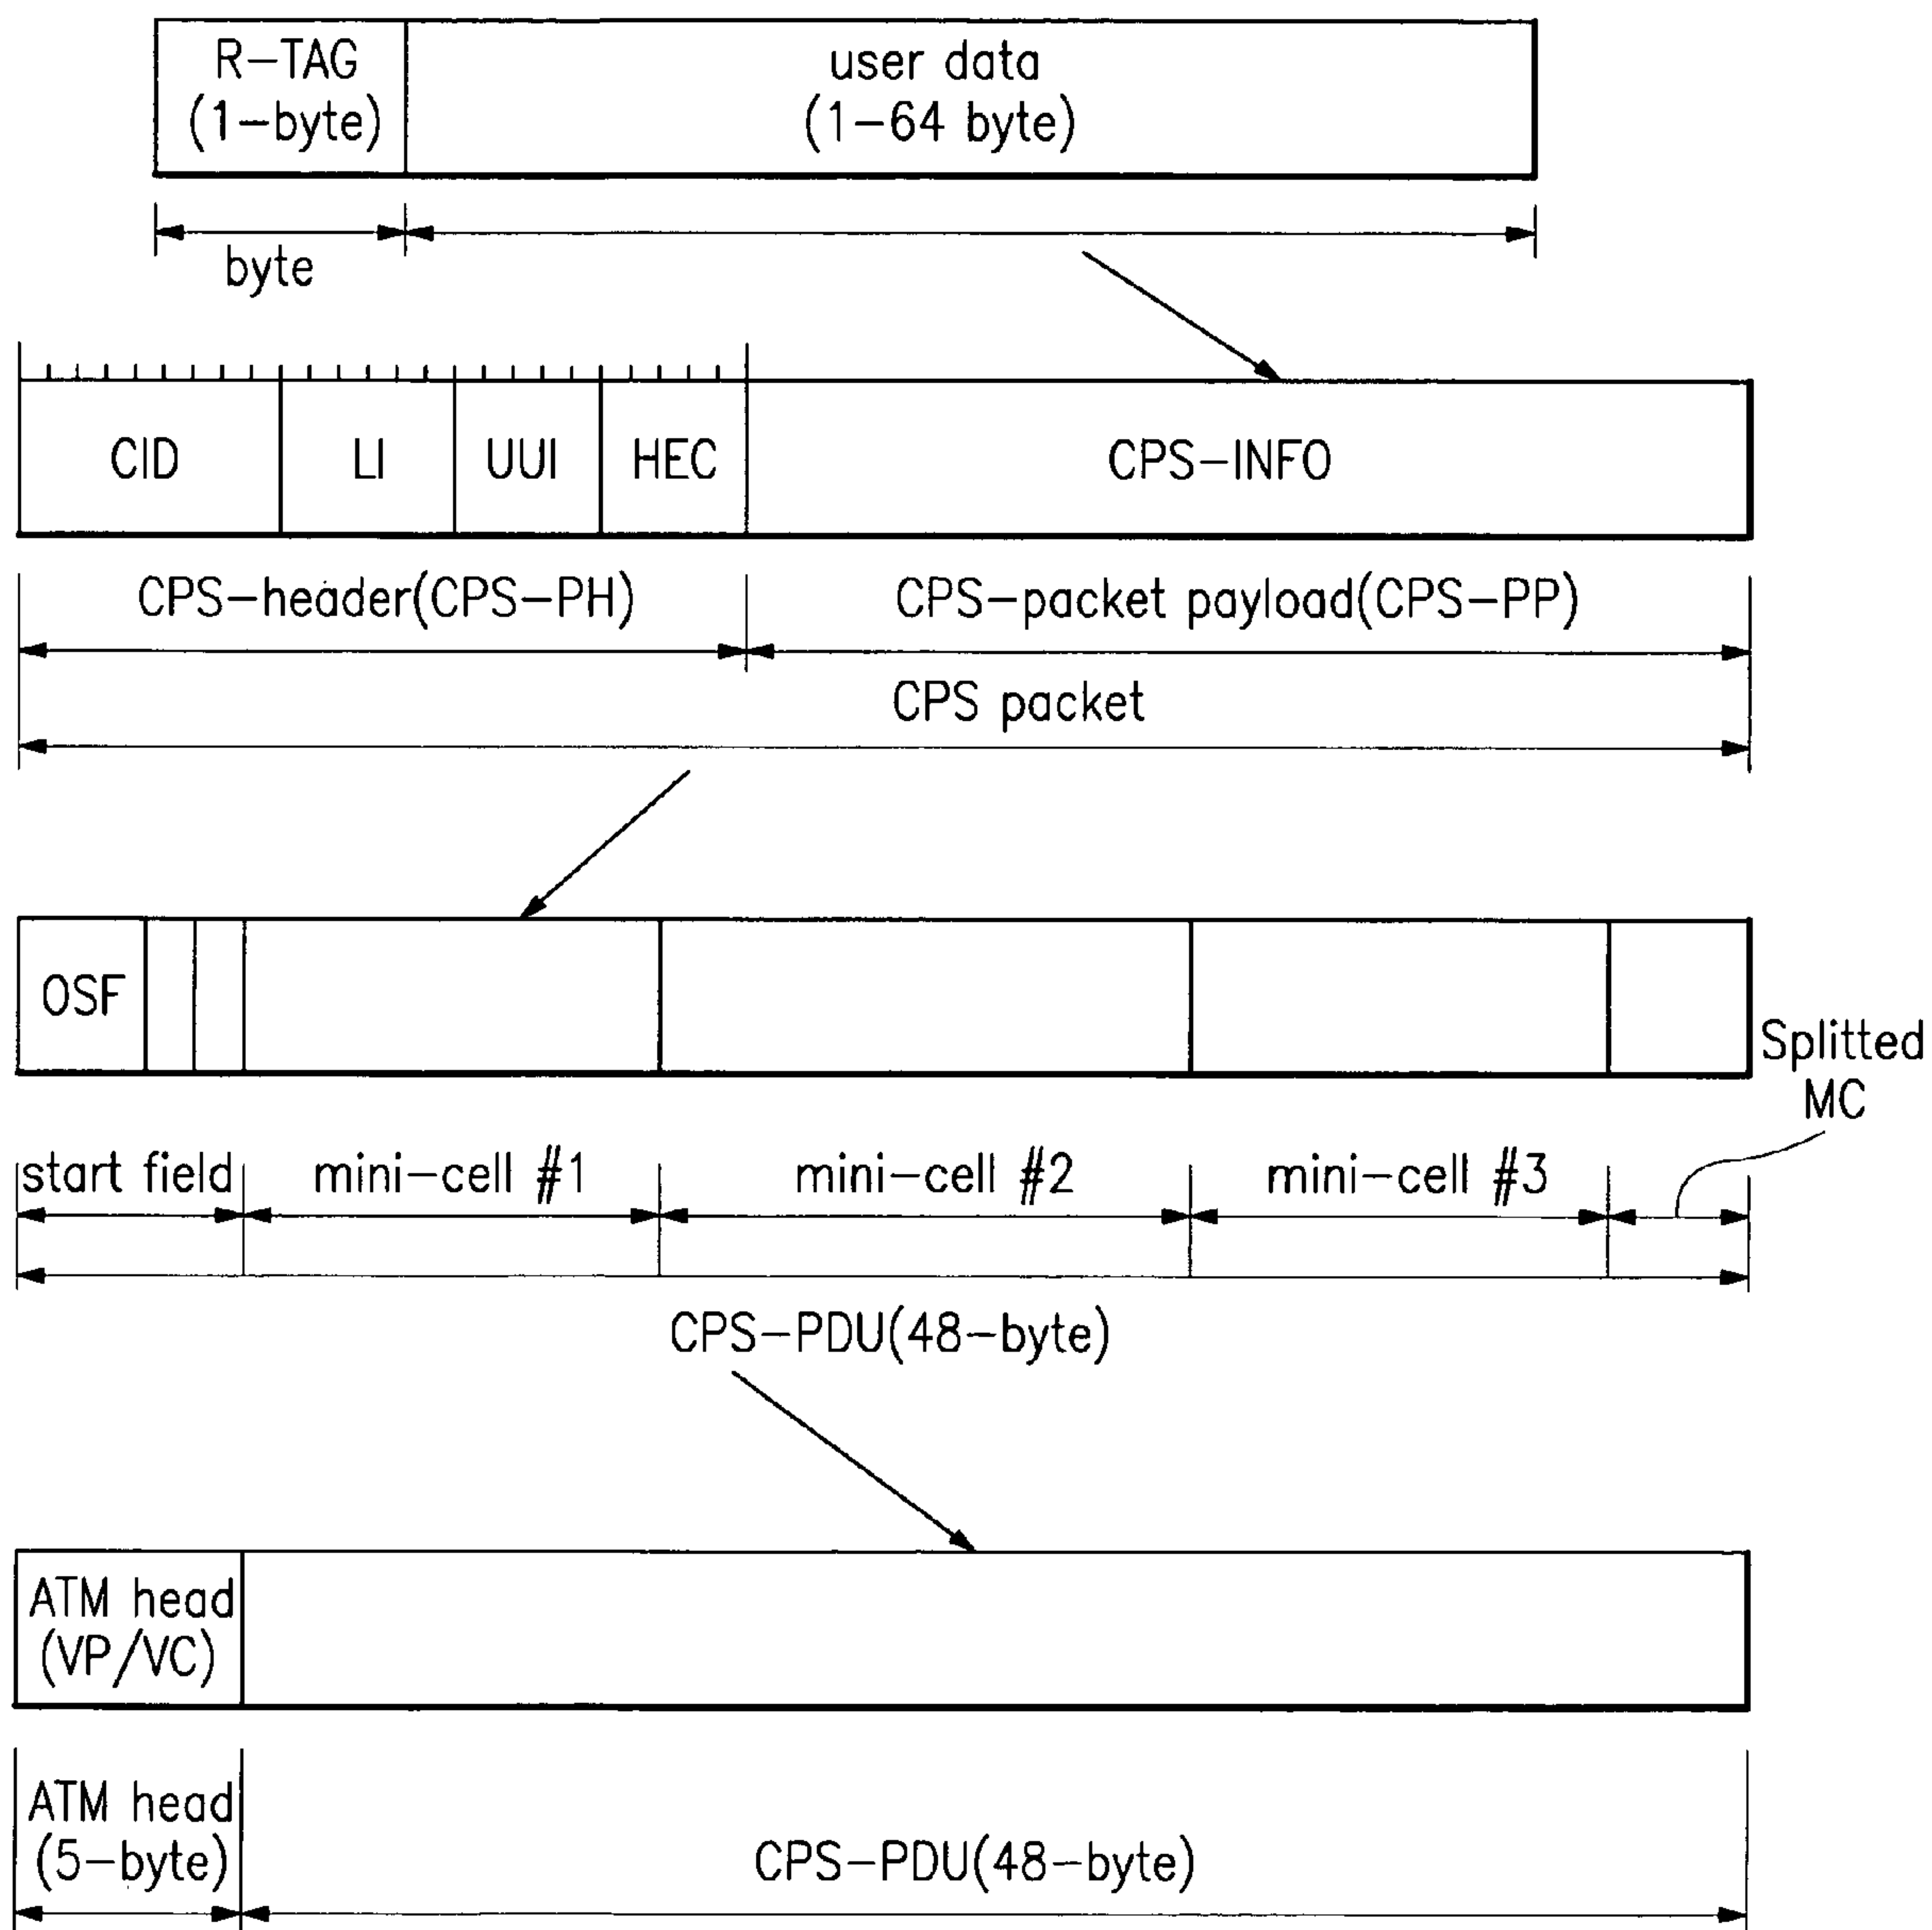 R-TAG
(1-byte)
user data
(1-64 byte)
byte
CID
LI
UUI
HEC
CPS-INFO
CPS-header(CPS-PH)
CPS-packet payload(CPS-PP)
CPS packet
OSF
Splitted
MC
start field
mini-cell #1
mini-cell #2
mini-cell #3
CPS-PDU(48-byte)
ATM head
(VP/VC)
ATM head
(5-byte)
CPS-PDU(48-byte)